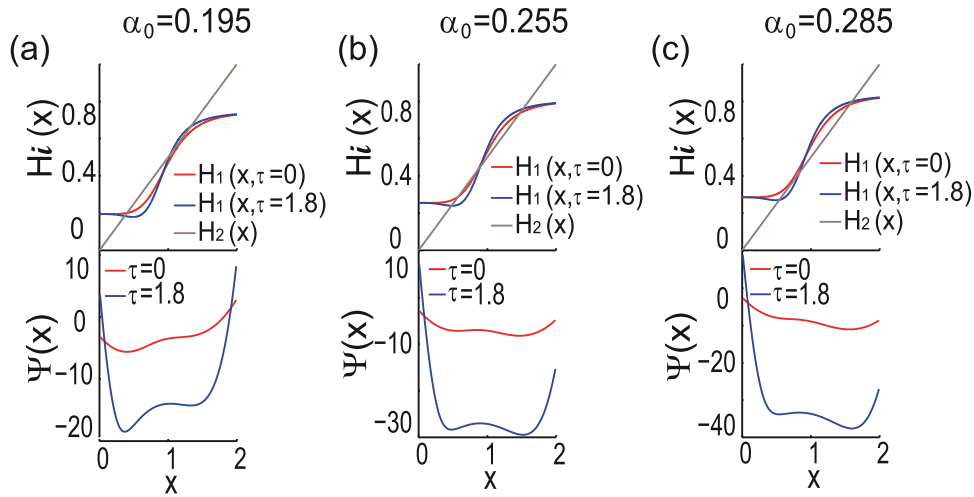 α₀=0.195
α₀=0.255
α₀=0.285
(a)
Hi (x)
0.8
0.4
0
H₁ (x,τ=0)
H₁ (x,τ=1.8)
H₂ (x)
(b)
Hi (x)
0.8
0.4
0
H₁ (x,τ=0)
H₁ (x,τ=1.8)
H₂ (x)
(c)
Hi (x)
0.8
0.4
0
H₁ (x,τ=0)
H₁ (x,τ=1.8)
H₂ (x)
Ψ(x)
10
0
−10
−20
τ=0
τ=1.8
0 1 2
x
Ψ(x)
10
−10
−30
τ=0
τ=1.8
0 1 2
x
Ψ(x)
0
−20
−40
τ=0
τ=1.8
0 1 2
x